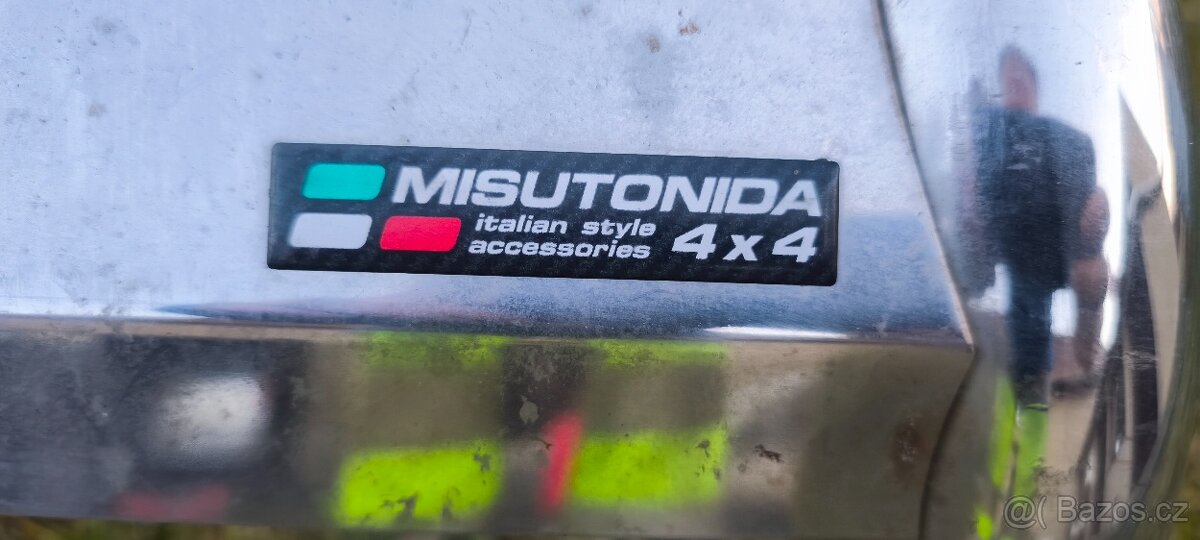 MISUTONIDA
italian style
accessories 4x4
@( Bazos.cz